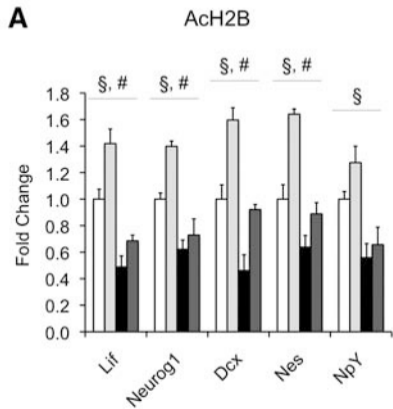 A
AcH2B
§, # §, # §, # §, # §
Fold Change
1.8
1.6
1.4
1.2
1.0
0.8
0.6
0.4
0.2
0.0
Lif Neurog1 Dcx Nes NpY